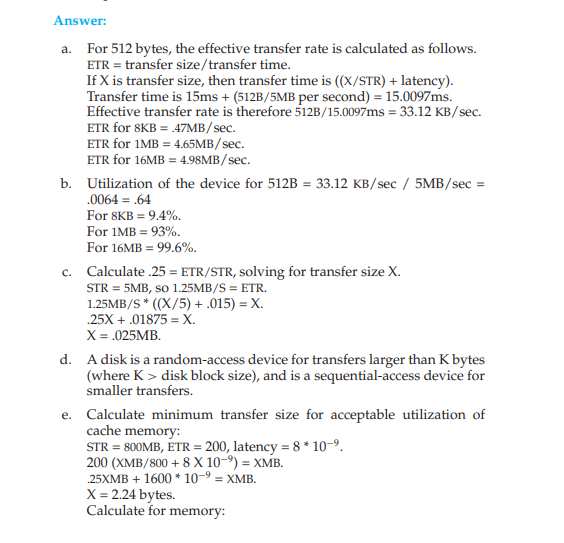 Answer:
a. For 512 bytes, the effective transfer rate is calculated as follows.
ETR = transfer size/transfer time.
If X is transfer size, then transfer time is ((X/STR) + latency).
Transfer time is 15ms + (512B/5MB per second) = 15.0097ms.
Effective transfer rate is therefore 512B/15.0097ms = 33.12 KB/sec.
ETR for 8KB = .47MB/sec.
ETR for 1MB = 4.65MB/sec.
ETR for 16MB = 4.98MB/sec.
b. Utilization of the device for 512B = 33.12 KB/sec / 5MB/sec =
.0064 = .64
For 8KB = 9.4%.
For 1MB = 93%.
For 16MB = 99.6%.
c. Calculate .25 = ETR/STR, solving for transfer size X.
STR = 5MB, so 1.25MB/S = ETR.
1.25MB/S * ((X/5) + .015) = X.
.25X + .01875 = X.
X = .025MB.
d. A disk is a random-access device for transfers larger than K bytes
(where K > disk block size), and is a sequential-access device for
smaller transfers.
e. Calculate minimum transfer size for acceptable utilization of
cache memory:
STR = 800MB, ETR = 200, latency = 8 * 10⁻⁹.
200 (XMB/800 + 8 X 10⁻⁹) = XMB.
.25XMB + 1600 * 10⁻⁹ = XMB.
X = 2.24 bytes.
Calculate for memory: